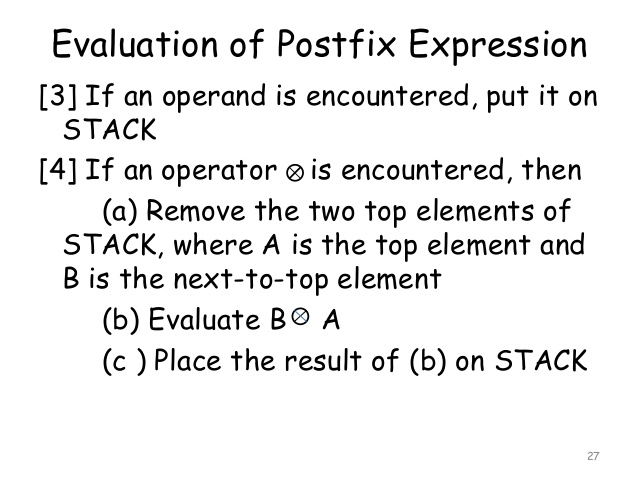 Evaluation of Postfix Expression
[3] If an operand is encountered, put it on
STACK
[4] If an operator ⊗ is encountered, then
(a) Remove the two top elements of
STACK, where A is the top element and
B is the next-to-top element
(b) Evaluate B ⊗ A
(c ) Place the result of (b) on STACK
27